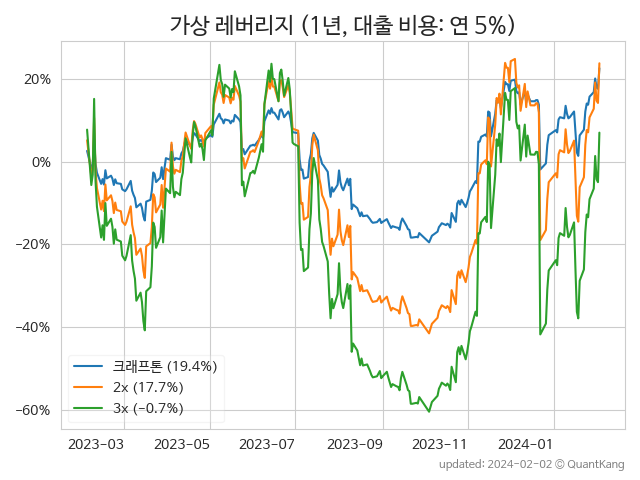 가상 레버리지 (1년, 대출 비용: 연 5%)
20%
0%
−20%
−40%
−60%
크래프톤 (19.4%)
2x (17.7%)
3x (−0.7%)
2023−03 2023−05 2023−07 2023−09 2023−11 2024−01
updated: 2024−02−02 © QuantKang